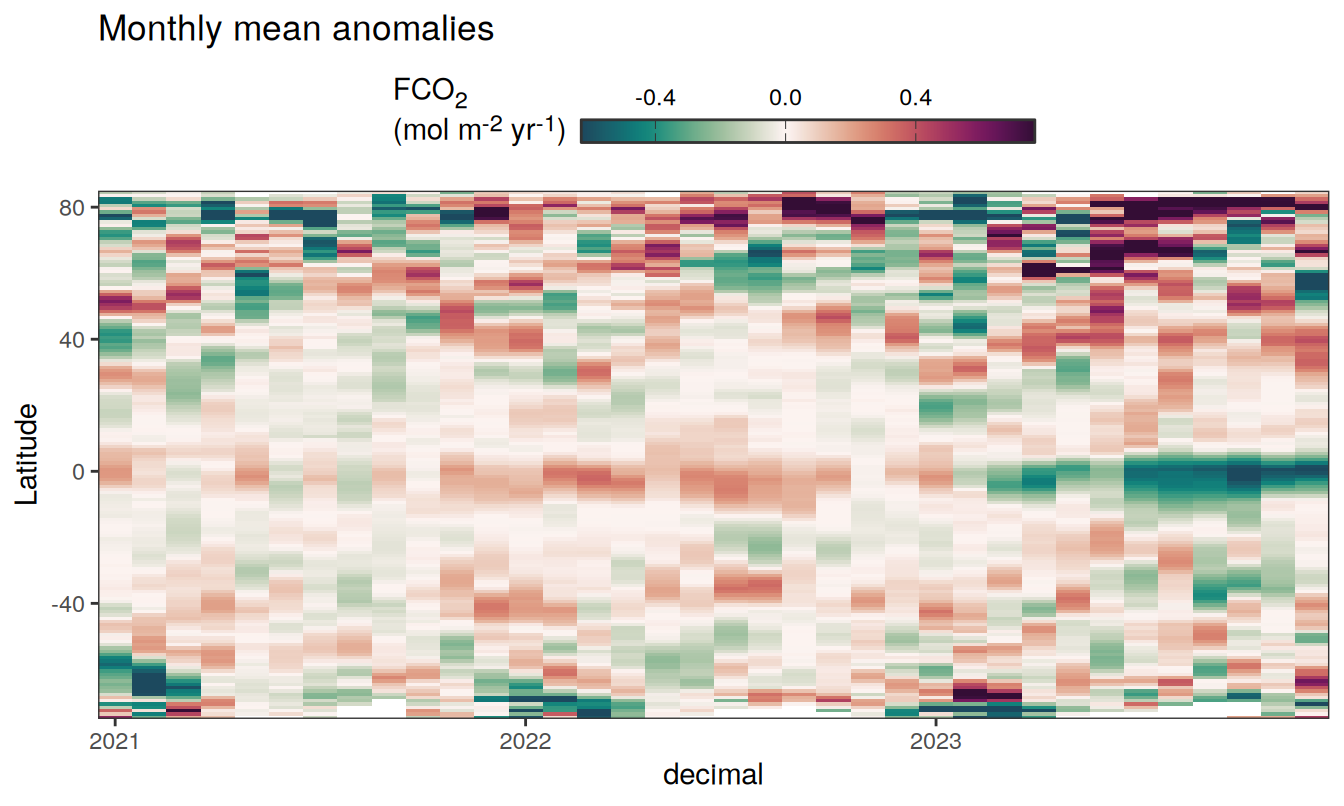 Monthly mean anomalies
FCO₂
(mol m⁻² yr⁻¹)
-0.4 0.0 0.4
80
40
0
-40
Latitude
2021 2022 2023
decimal